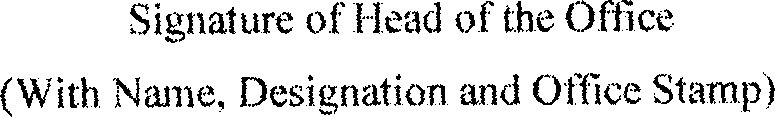 Signature of Head of the Office
(With Name, Designation and Office Stamp)